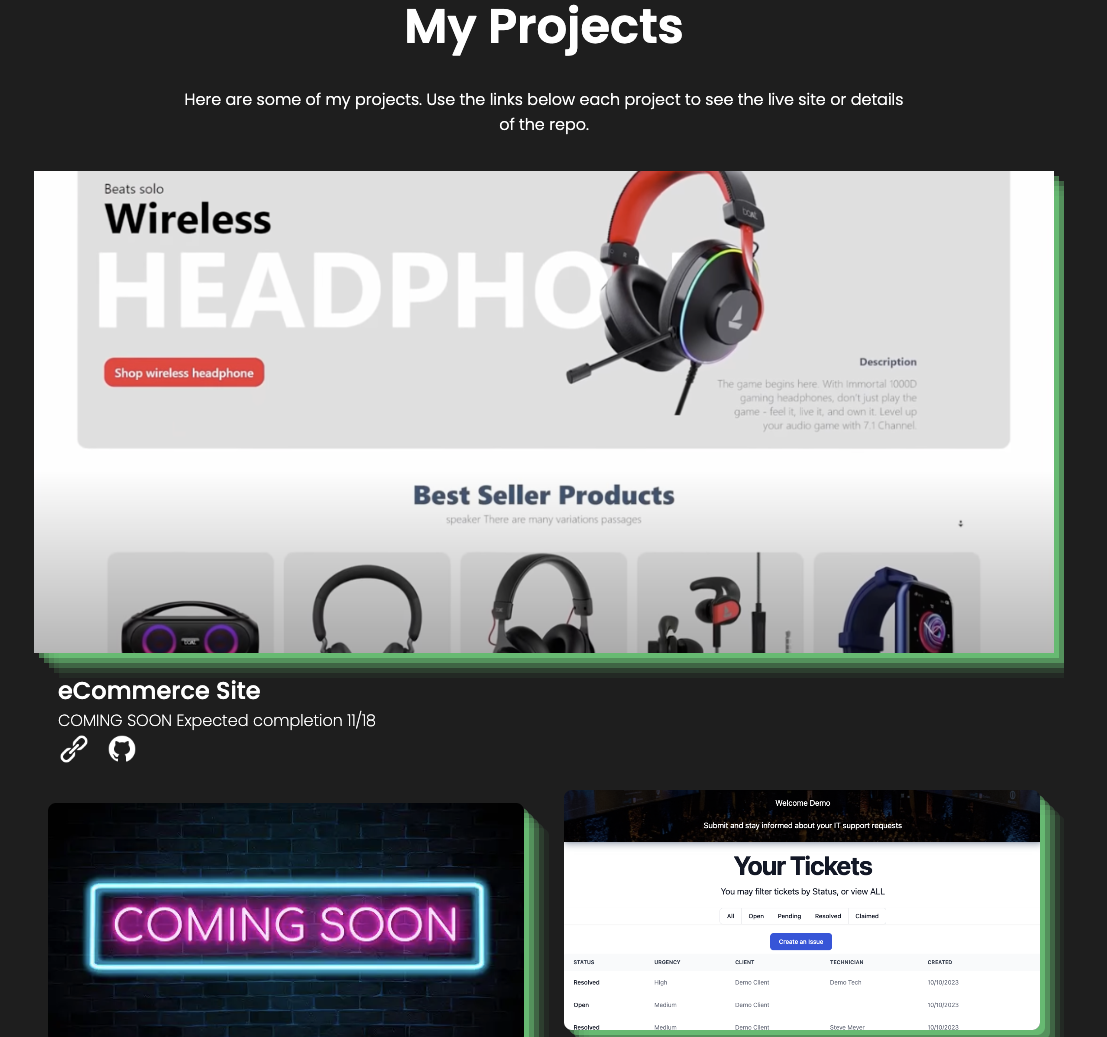 My Projects
Here are some of my projects. Use the links below each project to see the live site or details
of the repo.
Beats solo
Wireless
HEADPHO
Shop wireless headphone
Description
The game begins here. With Immortal 1000D
gaming headphones, don't just play the
game - feel it, live it, and own it. Level up
your audio game with 7.1 Channel.
Best Seller Products
speaker There are many variations passages
eCommerce Site
COMING SOON Expected completion 11/18
COMING SOON
Welcome Demo
Submit and stay informed about your IT support requests
Your Tickets
You may filter tickets by Status, or view ALL
All Open Pending Resolved Claimed
Create an Issue
STATUS URGENCY CLIENT TECHNICIAN CREATED
Resolved High Demo Client Demo Tech 10/10/2023
Open Medium Demo Client 10/10/2023
Resolved Medium Demo Client Steve Meyer 10/10/2023